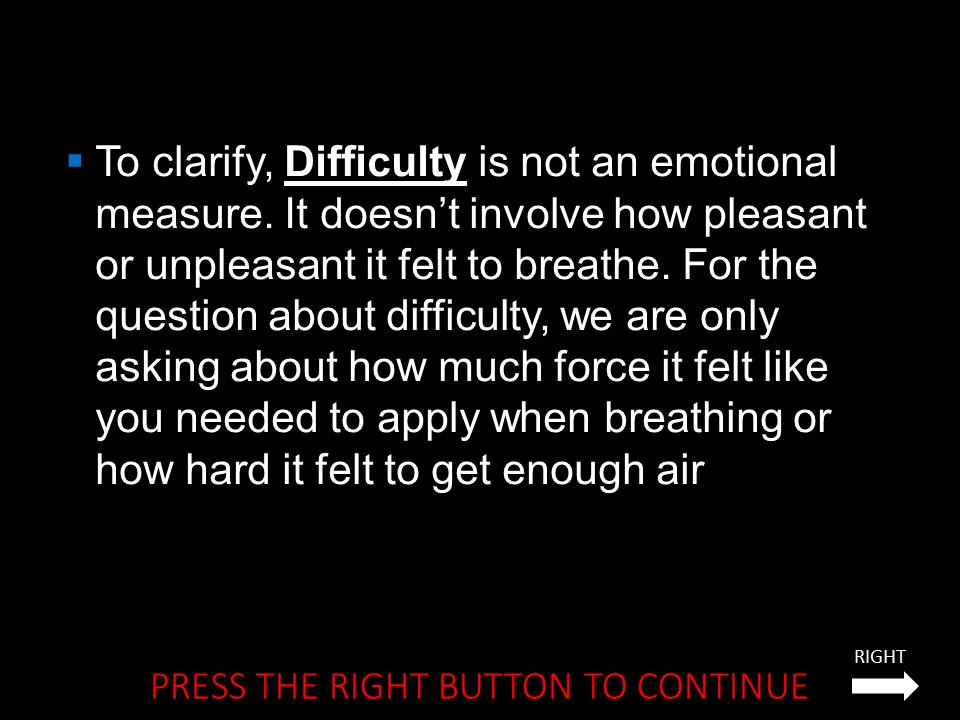 ▪ To clarify, Difficulty is not an emotional
measure. It doesn’t involve how pleasant
or unpleasant it felt to breathe. For the
question about difficulty, we are only
asking about how much force it felt like
you needed to apply when breathing or
how hard it felt to get enough air
RIGHT
PRESS THE RIGHT BUTTON TO CONTINUE